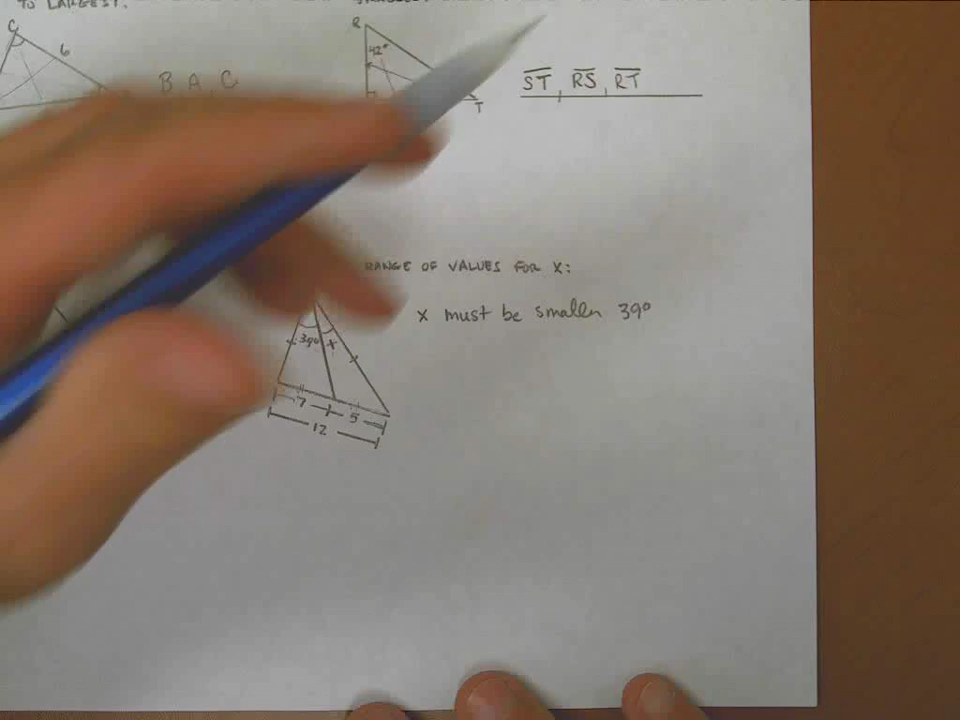 TO LARGEST.
C
6
B A, C
R
42°
T
ST, RS, RT
RANGE OF VALUES FOR X:
x must be smaller 39°
39° x
7
5
12